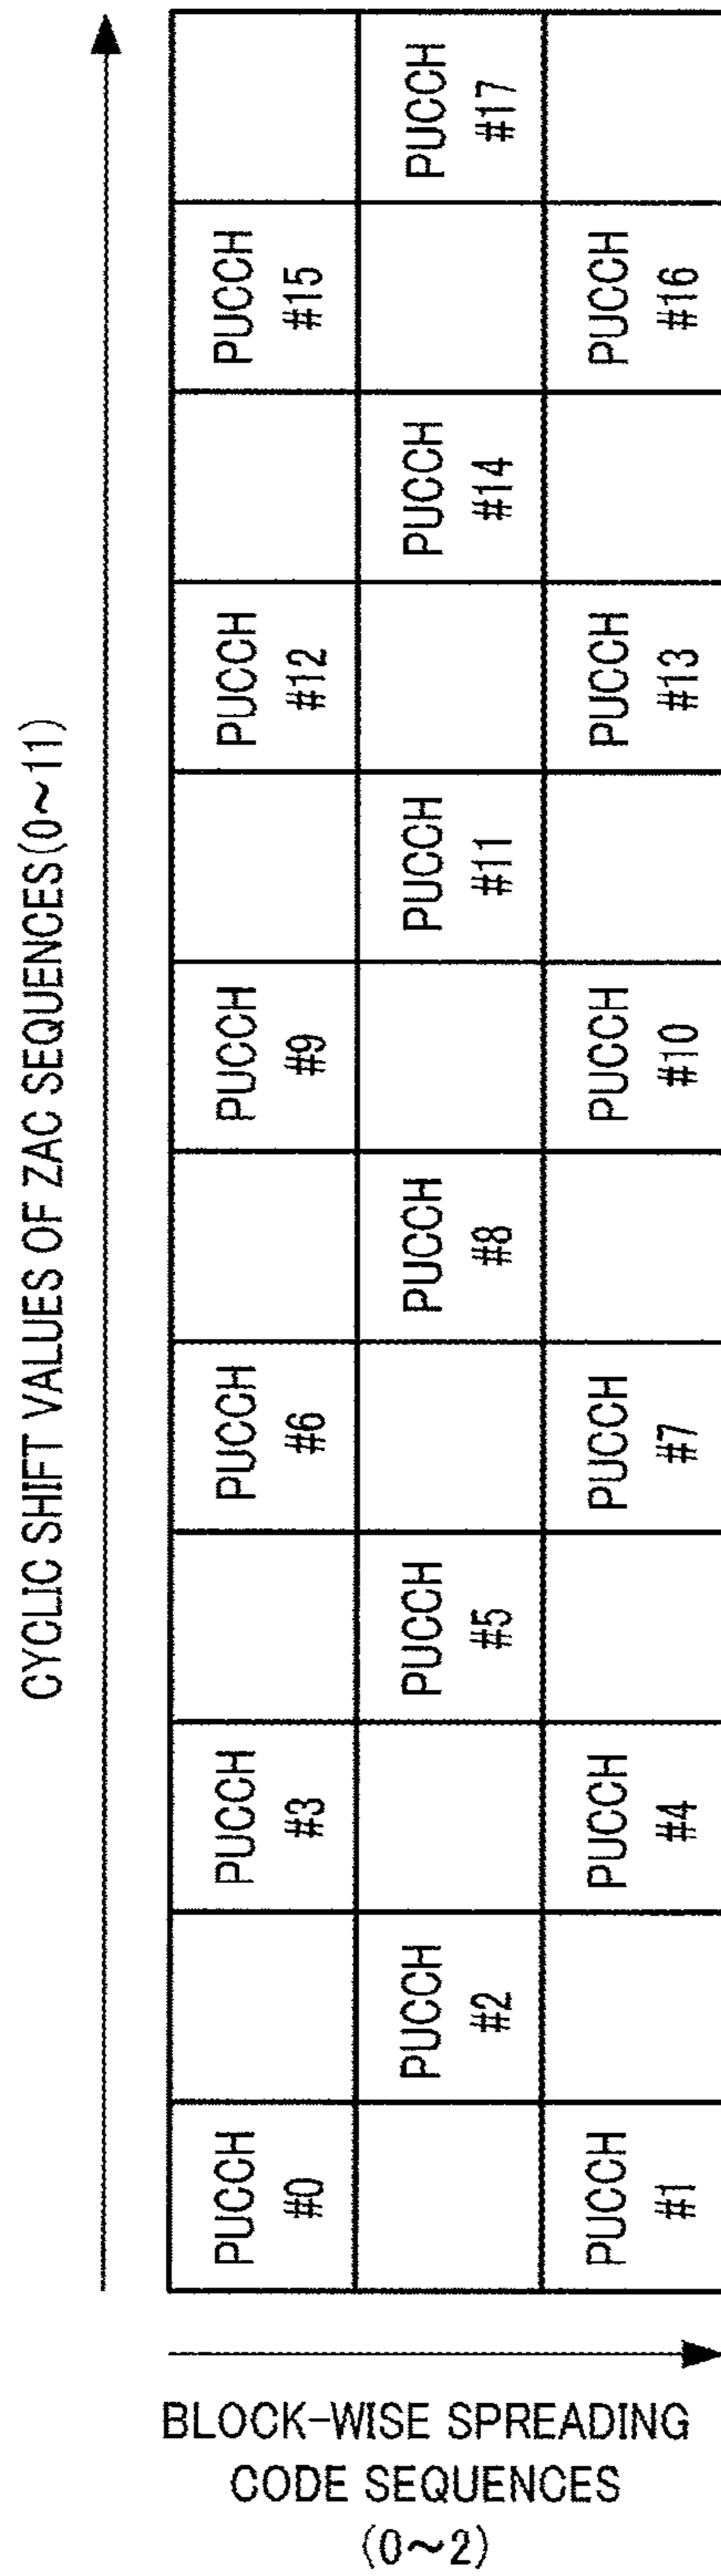 CYCLIC SHIFT VALUES OF ZAC SEQUENCES(0~11)
PUCCH
#0
PUCCH
#3
PUCCH
#6
PUCCH
#9
PUCCH
#12
PUCCH
#15
PUCCH
#2
PUCCH
#5
PUCCH
#8
PUCCH
#11
PUCCH
#14
PUCCH
#17
PUCCH
#1
PUCCH
#4
PUCCH
#7
PUCCH
#10
PUCCH
#13
PUCCH
#16
BLOCK-WISE SPREADING
CODE SEQUENCES
(0~2)